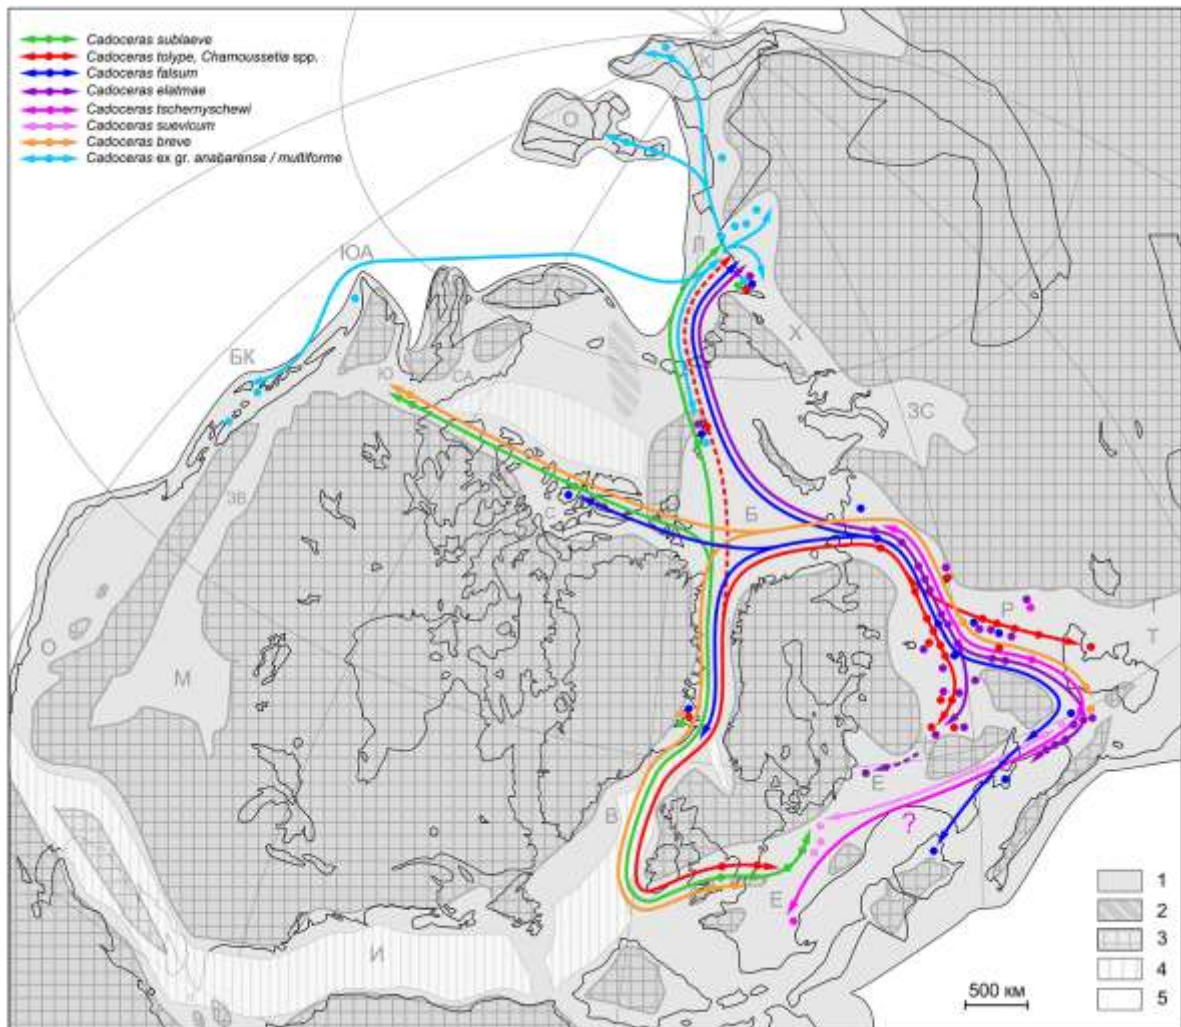 Cadoceras sublaeve
Cadoceras tolype, Chamoussetia spp.
Cadoceras falsum
Cadoceras elatmae
Cadoceras tschernyschewi
Cadoceras suevicum
Cadoceras breve
Cadoceras ex gr. anabarense / multiforme
К
О
Л
ЮА
БК
Х
Ю
СА
ЗС
ЗВ
С
Б
Р
Т
О
М
Е
?
В
Е
И
1
2
3
4
5
500 км